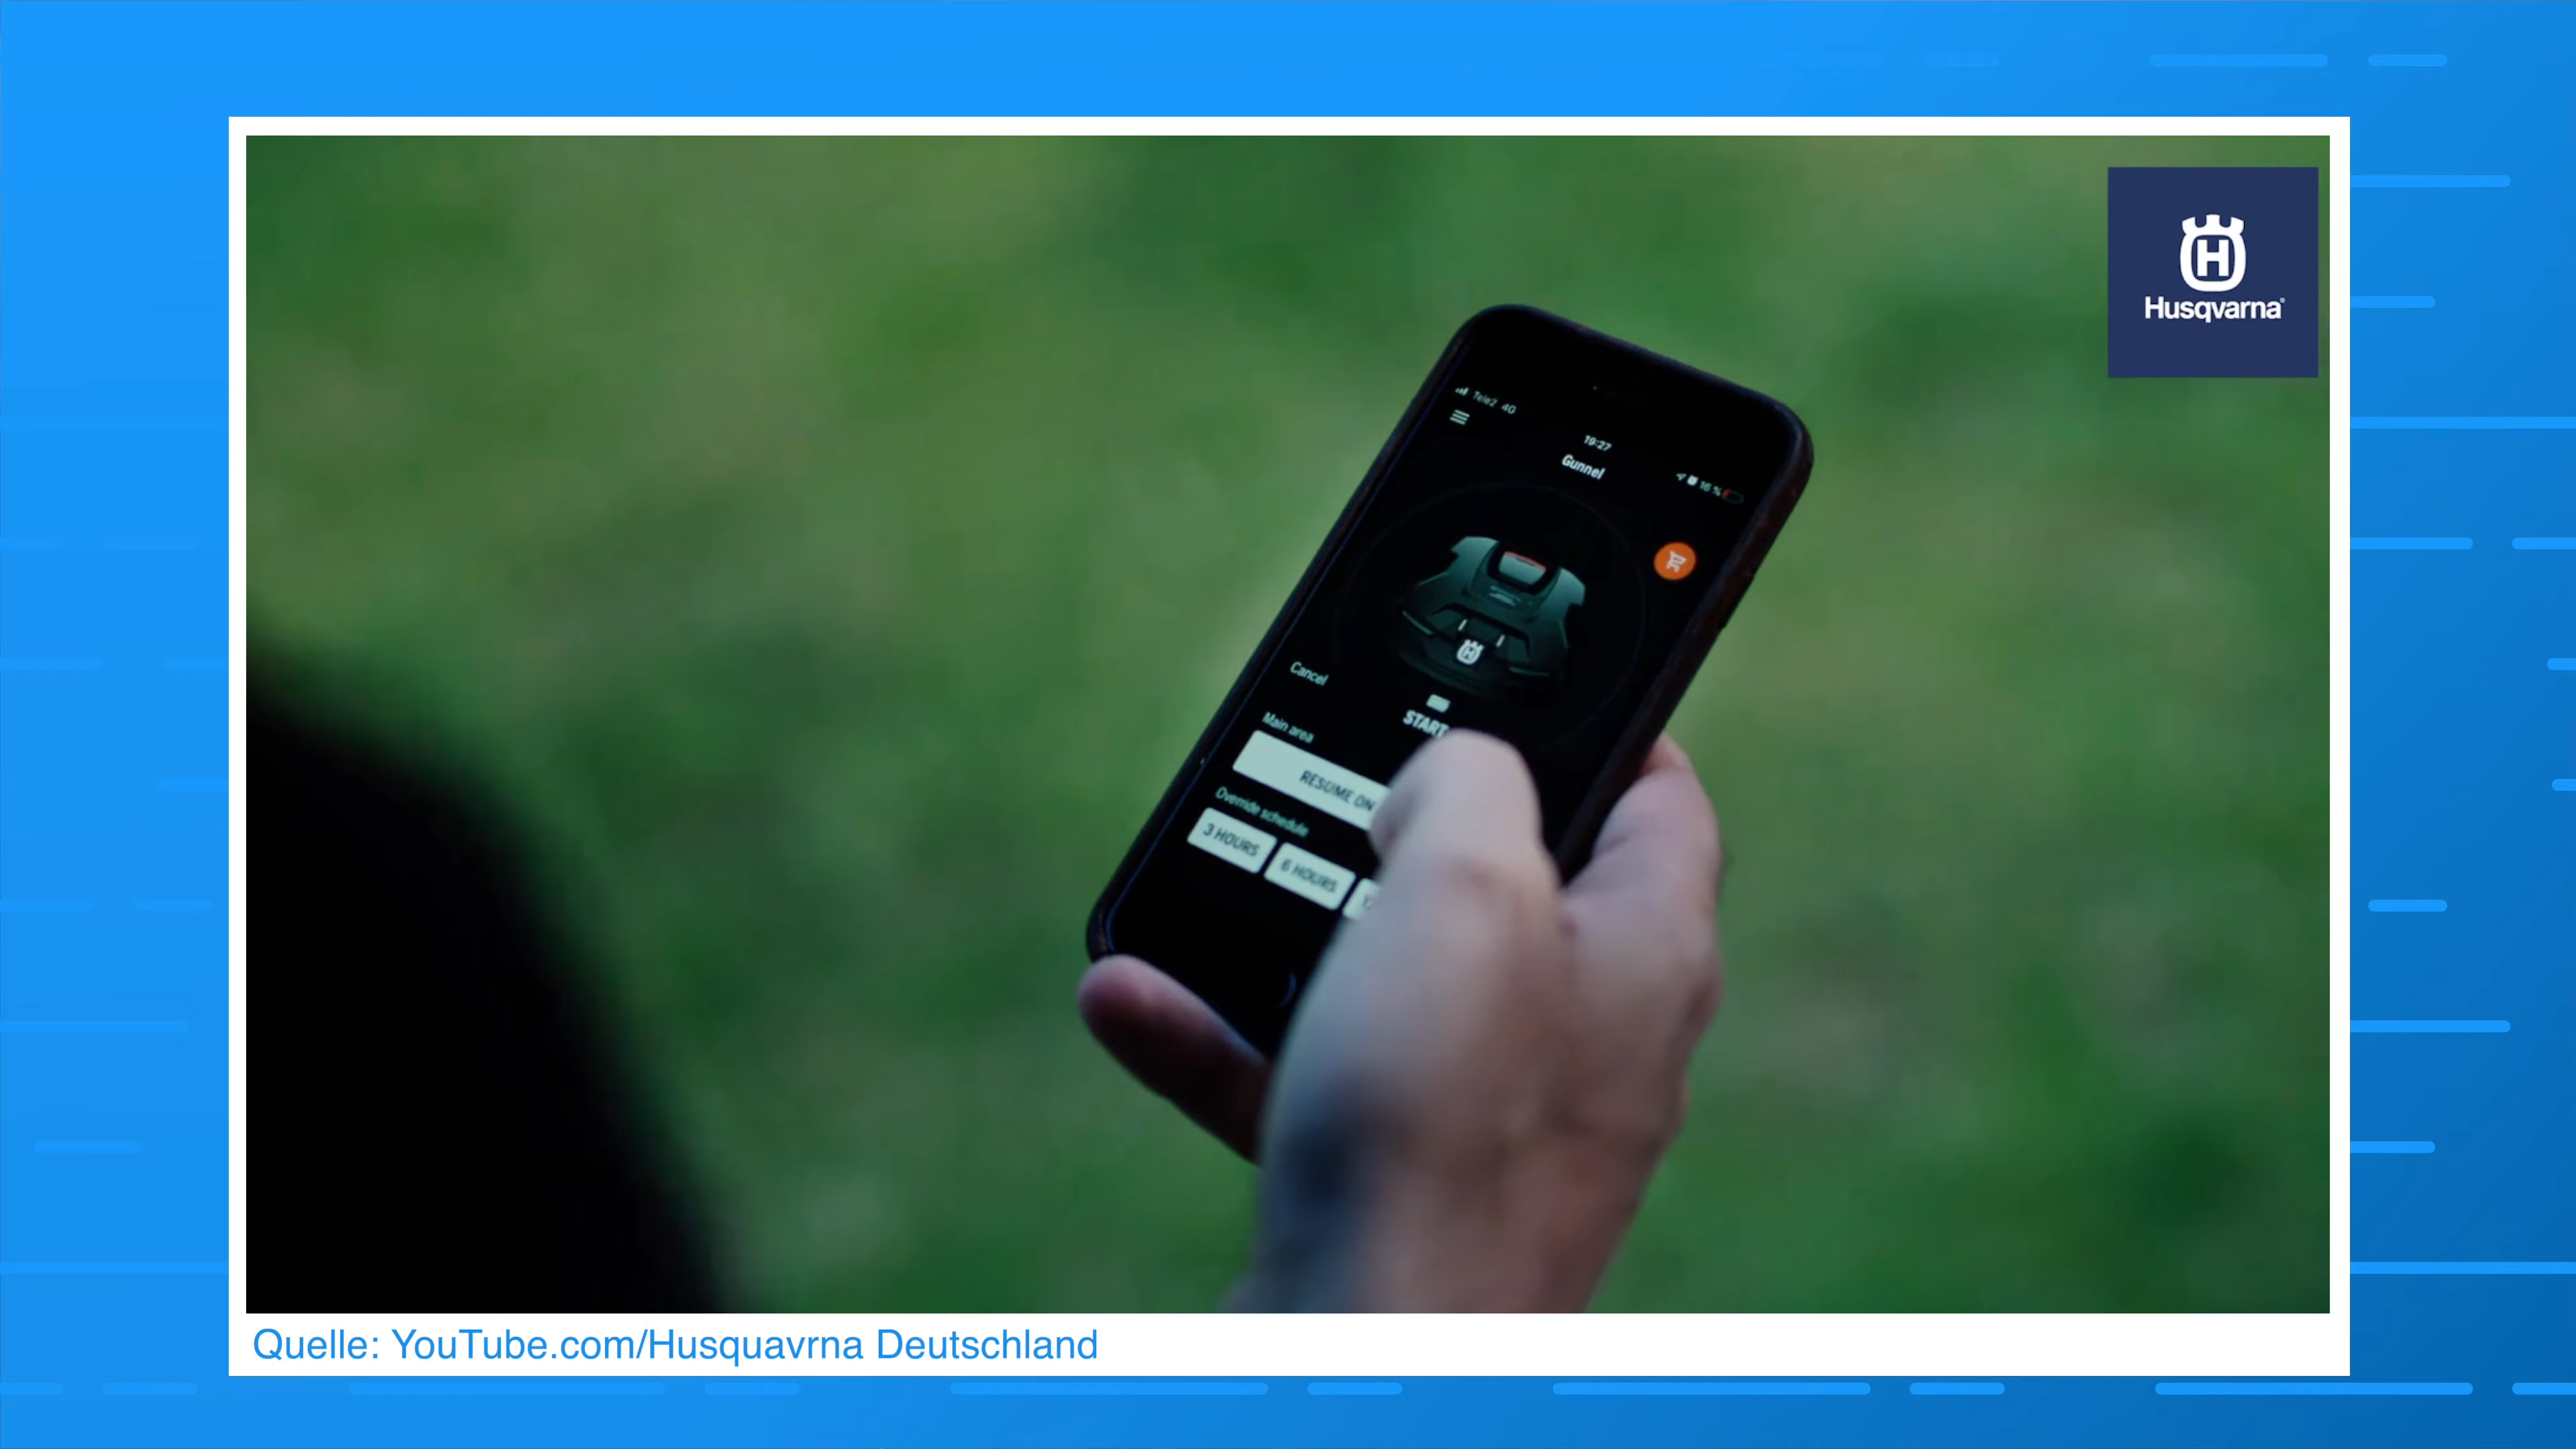 H
Husqvarna
Tele2 4G
19:27
16 %
Gunnel
H
Cancel
START
Main area
RESUME ON
Override schedule
3 HOURS
6 HOURS
Quelle: YouTube.com/Husquavrna Deutschland